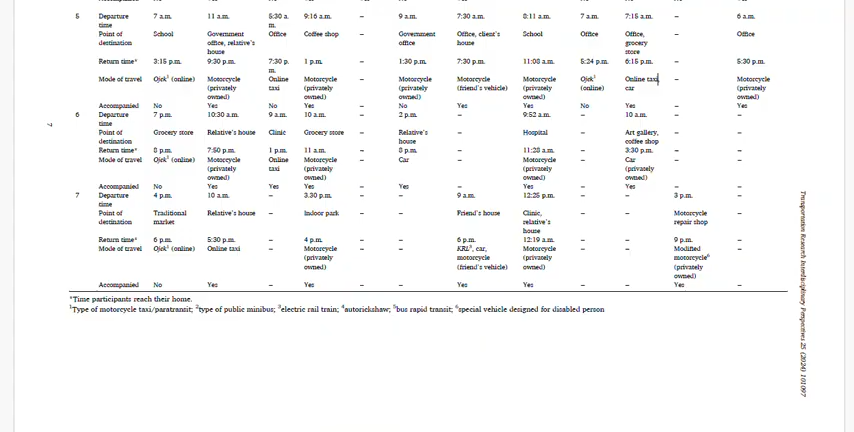 5 Departure time 7 a.m. 11 a.m. 5:30 a.m. 9:16 a.m. – 9 a.m. 7:30 a.m. 8:11 a.m. 7 a.m. 7:15 a.m. – 6 a.m.
Point of destination School Government office, relative's house Office Coffee shop – Government office Office, client's house School Office Office, grocery store – Office
Return time* 3:15 p.m. 9:30 p.m. 7:30 p.m. 1 p.m. – 1:30 p.m. 7:30 p.m. 11:08 a.m. 5:24 p.m. 6:15 p.m. – 5:30 p.m.
Mode of travel Ojek¹ (online) Motorcycle (privately owned) Online taxi Motorcycle (privately owned) – Motorcycle (privately owned) Motorcycle (friend's vehicle) Motorcycle (privately owned) Ojek¹ (online) Online taxi, car – Motorcycle (privately owned)
Accompanied No Yes No Yes – No Yes Yes No Yes – Yes
6 Departure time 7 p.m. 10:30 a.m. 9 a.m. 10 a.m. – 2 p.m. – 9:52 a.m. – 10 a.m. – –
Point of destination Grocery store Relative's house Clinic Grocery store – Relative's house – Hospital – Art gallery, coffee shop – –
Return time* 8 p.m. 7:50 p.m. 1 p.m. 11 a.m. – 8 p.m. – 11:28 a.m. – 3:30 p.m. – –
Mode of travel Ojek¹ (online) Motorcycle (privately owned) Online taxi Motorcycle (privately owned) – Car – Motorcycle (privately owned) – Car (privately owned) – –
Accompanied No Yes Yes Yes – Yes – Yes – Yes – –
7 Departure time 4 p.m. 10 a.m. – 3.30 p.m. – – 9 a.m. 12:25 p.m. – – 3 p.m. –
Point of destination Traditional market Relative's house – Indoor park – – Friend's house Clinic, relative's house – – Motorcycle repair shop –
Return time* 6 p.m. 5:30 p.m. – 4 p.m. – – 6 p.m. 12:19 a.m. – – 9 p.m. –
Mode of travel Ojek¹ (online) Online taxi – Motorcycle (privately owned) – – KRL³, car, motorcycle (friend's vehicle) Motorcycle (privately owned) – – Modified motorcycle⁶ (privately owned) –
Accompanied No Yes – Yes – – Yes Yes – – Yes –
*Time participants reach their home.
¹Type of motorcycle taxi/paratransit; ²type of public minibus; ³electric rail train; ⁴autorickshaw; ⁵bus rapid transit; ⁶special vehicle designed for disabled person
7
Transportation Research Interdisciplinary Perspectives 25 (2024) 101097